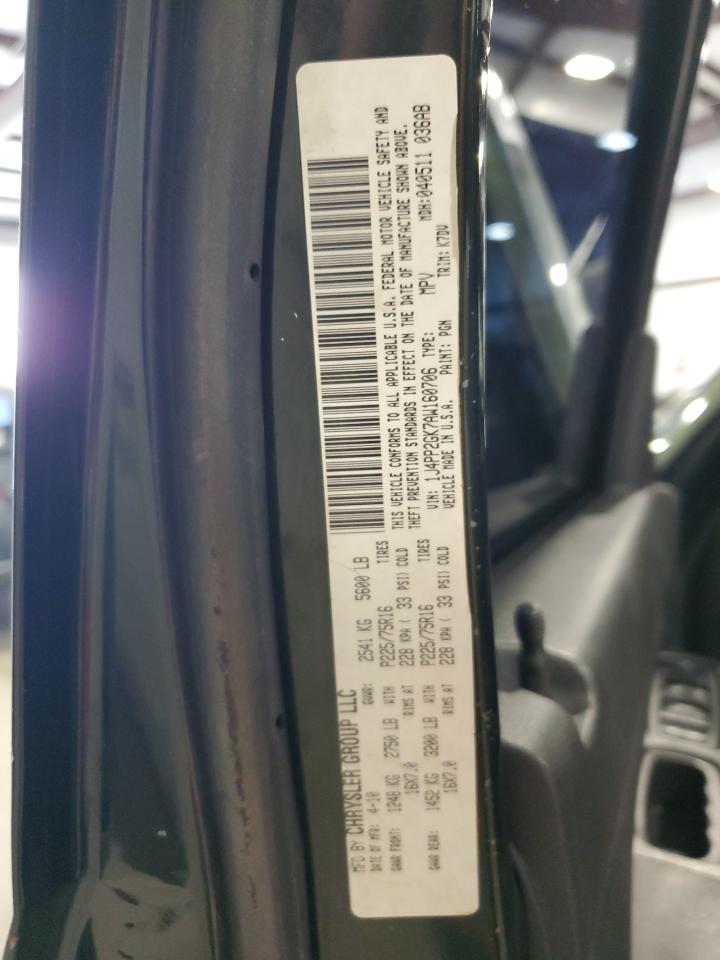 MFD BY CHRYSLER GROUP LLC
DATE OF MFR: 4-10 GVWR: 2541 KG 5600 LB
GAWR FRONT: 1248 KG 2750 LB WITH P225/75R16 TIRES
16X7.0 RIMS AT 228 KPA ( 33 PSI) COLD
GAWR REAR: 1452 KG 3200 LB WITH P225/75R16 TIRES
16X7.0 RIMS AT 228 KPA ( 33 PSI) COLD
THIS VEHICLE CONFORMS TO ALL APPLICABLE U.S.A. FEDERAL MOTOR VEHICLE SAFETY AND
THEFT PREVENTION STANDARDS IN EFFECT ON THE DATE OF MANUFACTURE SHOWN ABOVE.
VIN: 1J4PP2GK7AW160706 TYPE: MPV MDH: 040511 036AB
VEHICLE MADE IN U.S.A. PAINT: PGN TRIM: K7DV